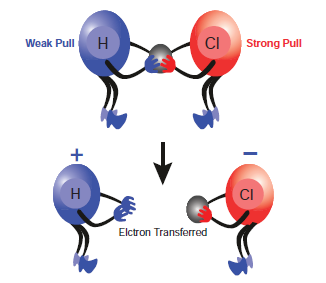 Weak Pull H Cl Strong Pull
+ −
H Cl
Elctron Transferred